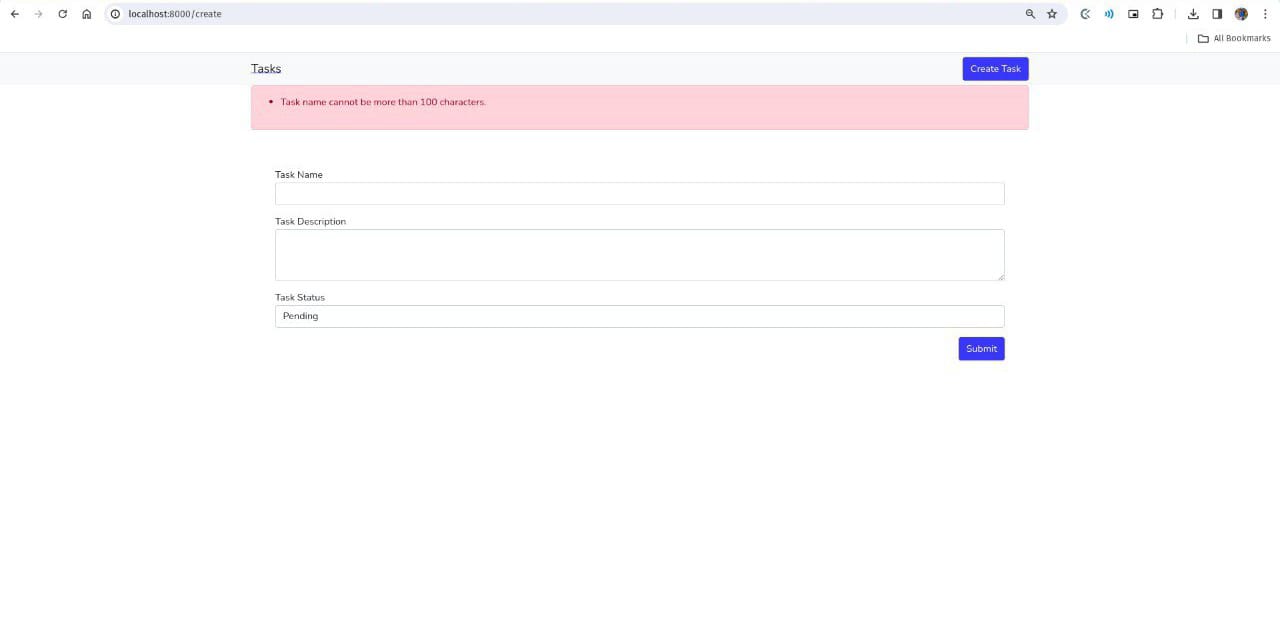 localhost:8000/create
All Bookmarks
Tasks
Create Task
Task name cannot be more than 100 characters.
Task Name
Task Description
Task Status
Pending
Submit